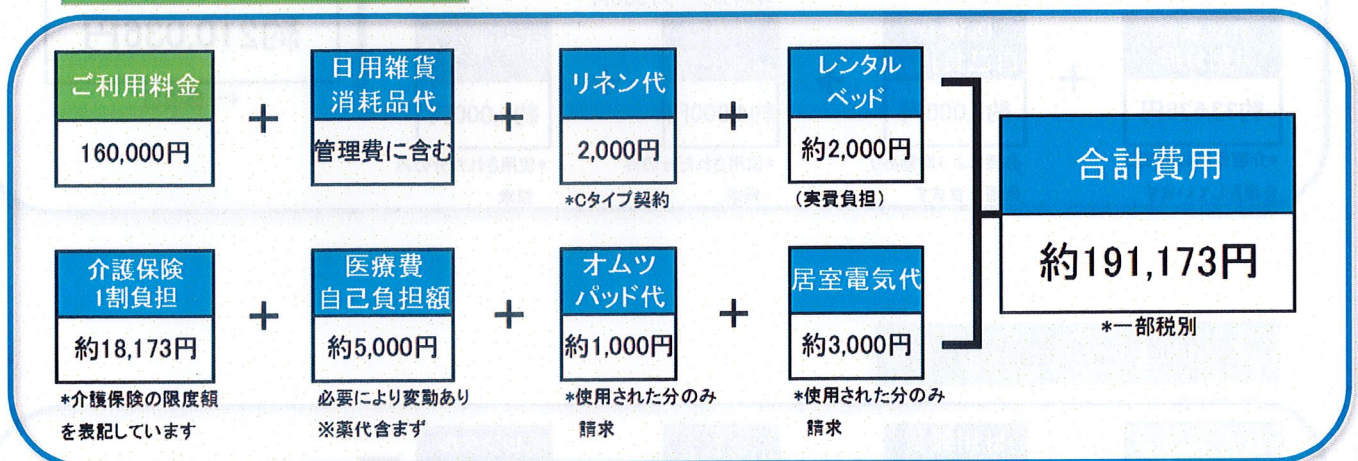 ご利用料金
160,000円
+
日用雑貨
消耗品代
管理費に含む
+
リネン代
2,000円
*Cタイプ契約
+
レンタル
ベッド
約2,000円
(実費負担)
介護保険
1割負担
約18,173円
*介護保険の限度額
を表記しています
+
医療費
自己負担額
約5,000円
必要により変動あり
※薬代含まず
+
オムツ
パッド代
約1,000円
*使用された分のみ
請求
+
居室電気代
約3,000円
*使用された分のみ
請求
合計費用
約191,173円
*一部税別